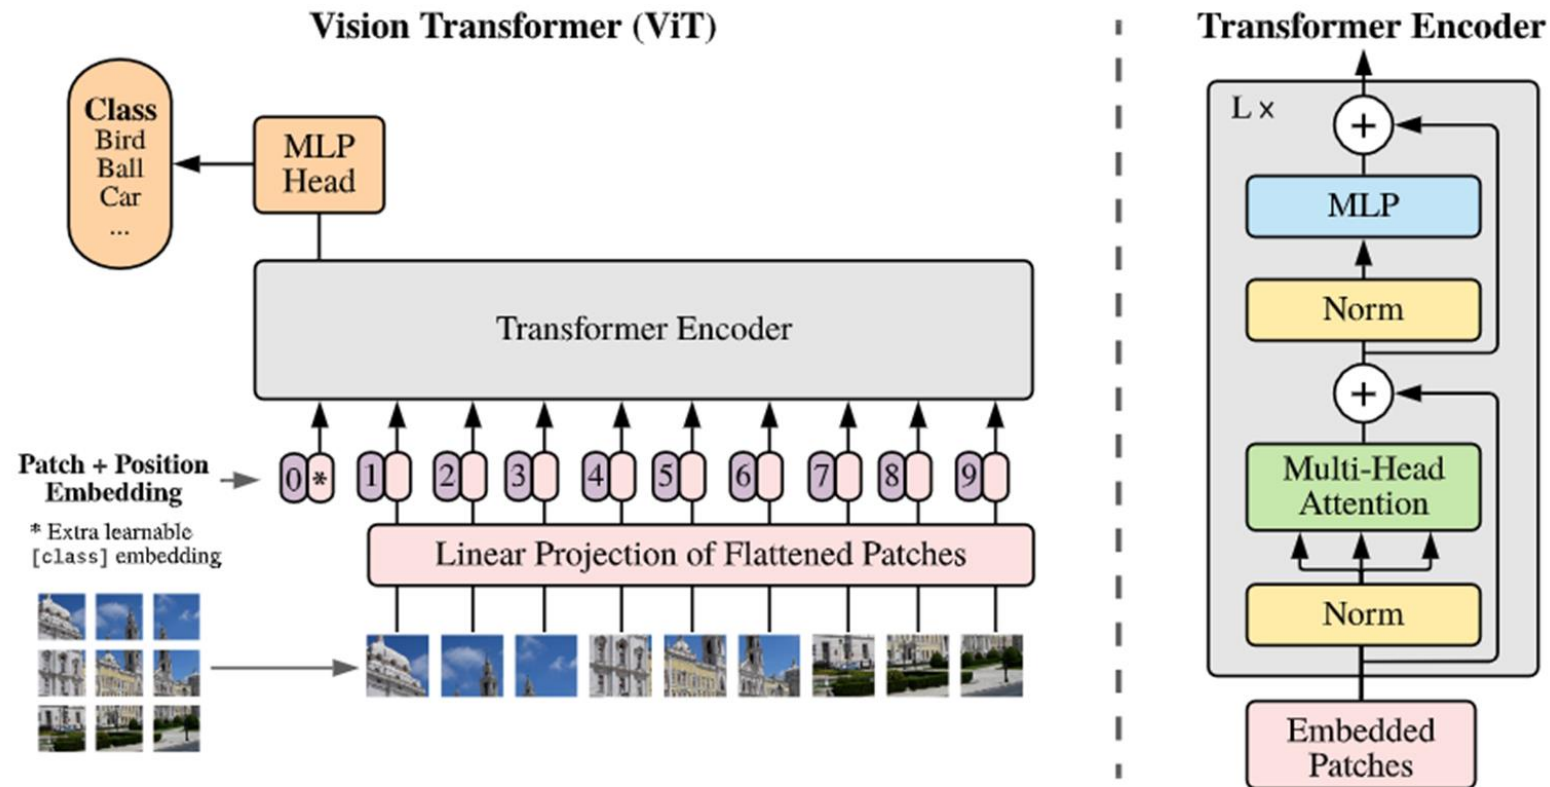 Vision Transformer (ViT)
Class
Bird
Ball
Car
...
MLP
Head
Transformer Encoder
Patch + Position
Embedding
0 * 1 2 3 4 5 6 7 8 9
* Extra learnable
[class] embedding
Linear Projection of Flattened Patches
Transformer Encoder
L ×
+
MLP
Norm
+
Multi-Head
Attention
Norm
Embedded
Patches